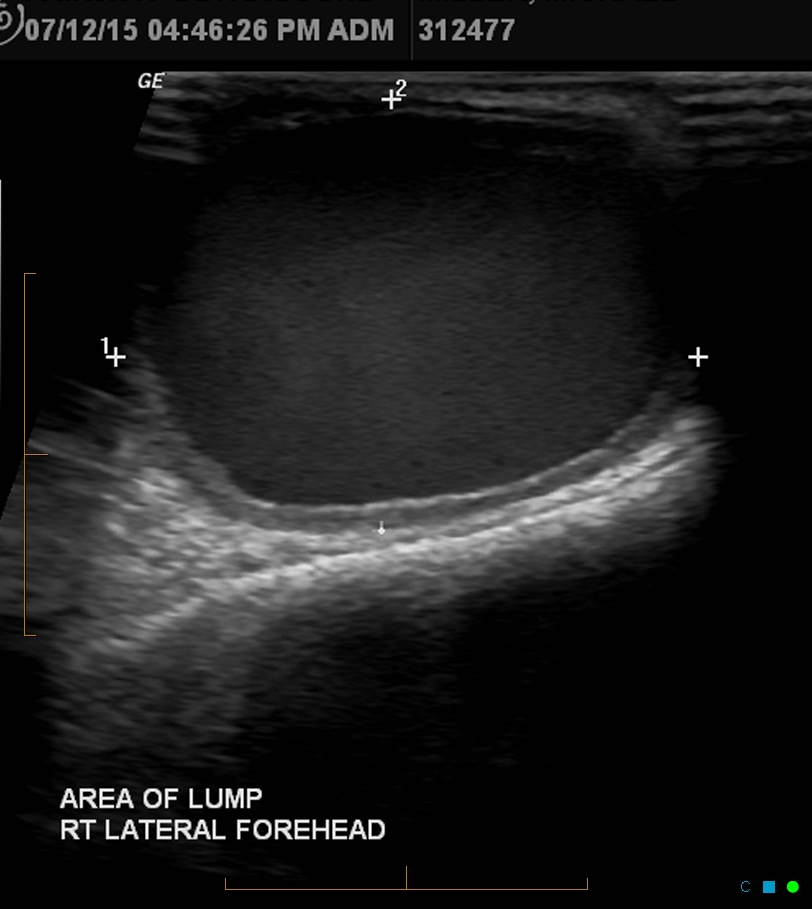 07/12/15 04:46:26 PM ADM
312477
GE
2
1
AREA OF LUMP
RT LATERAL FOREHEAD